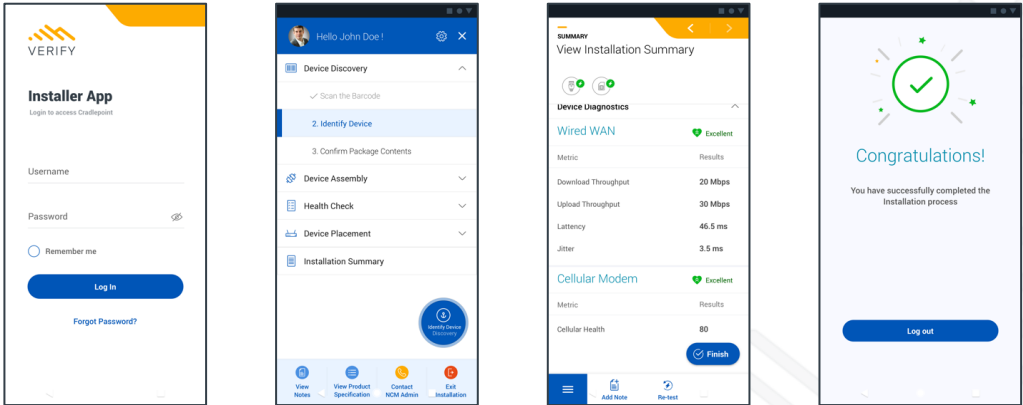 VERIFY
Installer App
Login to access Cradlepoint
Username
Password
Remember me
Log In
Forgot Password?
Hello John Doe !
Device Discovery
Scan the Barcode
2. Identify Device
3. Confirm Package Contents
Device Assembly
Health Check
Device Placement
Installation Summary
Identify Device
Discovery
View
Notes
View Product
Specification
Contact
NCM Admin
Exit
Installation
SUMMARY
View Installation Summary
Device Diagnostics
Wired WAN
Excellent
Metric Results
Download Throughput 20 Mbps
Upload Throughput 30 Mbps
Lattency 46.5 ms
Jitter 3.5 ms
Cellular Modem
Excellent
Metric Results
Cellular Health 80
Finish
Add Note
Re-test
Congratulations!
You have successfully completed the
Installation process
Log out